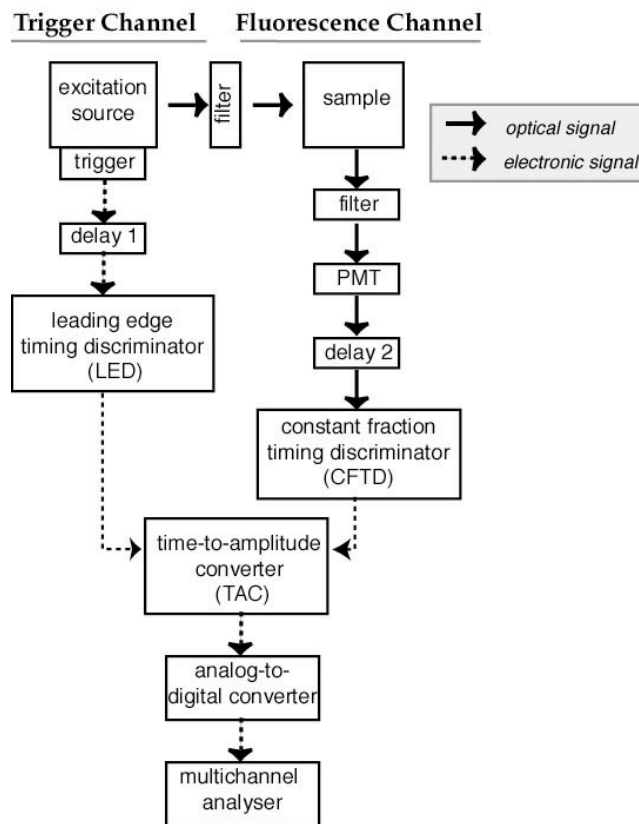 Trigger Channel
Fluorescence Channel
excitation
source
filter
sample
optical signal
electronic signal
trigger
filter
delay 1
PMT
leading edge
timing discriminator
(LED)
delay 2
constant fraction
timing discriminator
(CFTD)
time-to-amplitude
converter
(TAC)
analog-to-
digital converter
multichannel
analyser